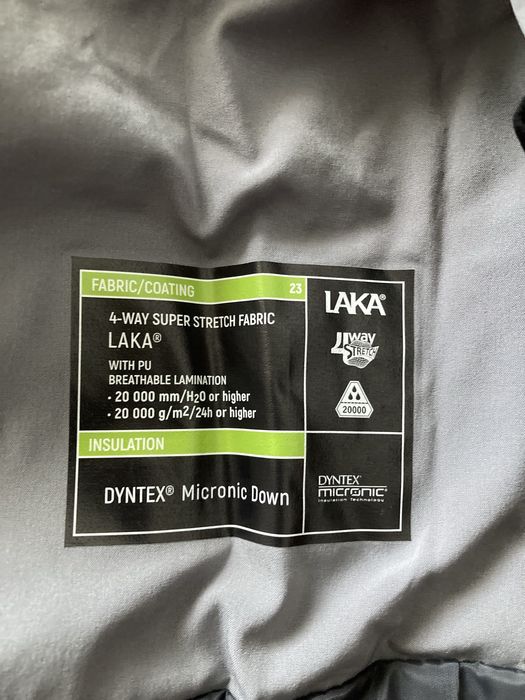 FABRIC/COATING 23
4-WAY SUPER STRETCH FABRIC
LAKA®
WITH PU
BREATHABLE LAMINATION
• 20 000 mm/H2O or higher
• 20 000 g/m2/24h or higher
INSULATION
DYNTEX® Micronic Down
LAKA®
4way
STRETCH
20000
DYNTEX®
micronic®
Insulation Technology